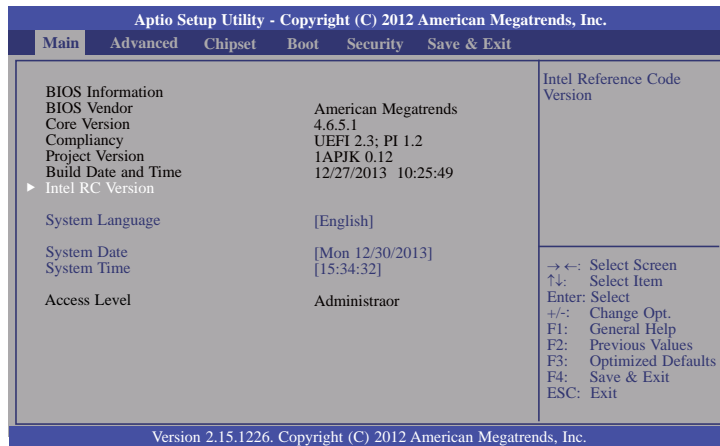 Aptio Setup Utility - Copyright (C) 2012 American Megatrends, Inc.
Main Advanced Chipset Boot Security Save & Exit
BIOS Information
BIOS Vendor American Megatrends
Core Version 4.6.5.1
Compliancy UEFI 2.3; PI 1.2
Project Version 1APJK 0.12
Build Date and Time 12/27/2013 10:25:49
► Intel RC Version
System Language [English]
System Date [Mon 12/30/2013]
System Time [15:34:32]
Access Level Administraor
Intel Reference Code
Version
→←: Select Screen
↑↓: Select Item
Enter: Select
+/-: Change Opt.
F1: General Help
F2: Previous Values
F3: Optimized Defaults
F4: Save & Exit
ESC: Exit
Version 2.15.1226. Copyright (C) 2012 American Megatrends, Inc.